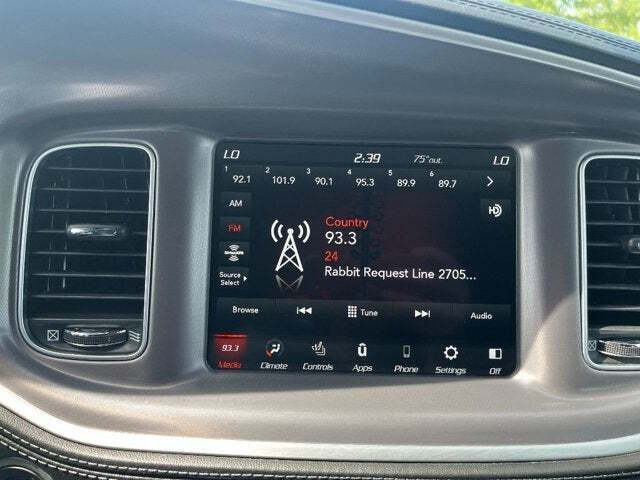 LO 2:39 75°out. LO
1 92.1 2 101.9 3 90.1 4 95.3 5 89.9 6 89.7
AM
HD
FM
Country
93.3
24
Rabbit Request Line 2705...
Source
Select
Browse Tune Audio
93.3
Media Climate Controls Apps Phone Settings Off